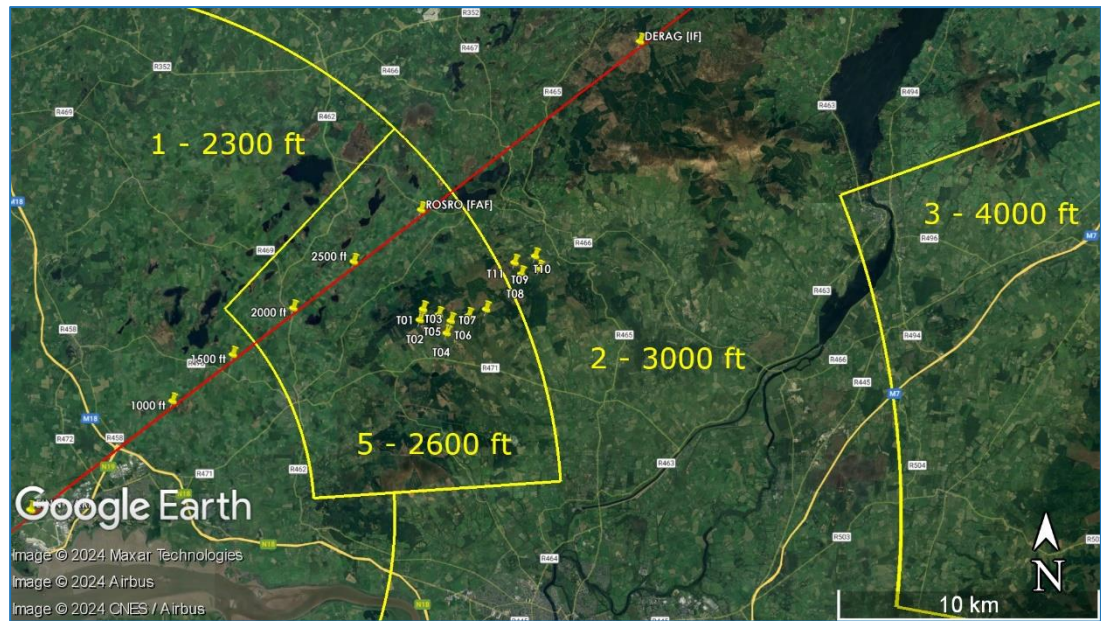 R352
R352
R467
R466
R465
DERAG [IF]
R494
R463
R469
R462
1 - 2300 ft
M18
ROSRO [FAF]
3 - 4000 ft
R496
M7
R469
2500 ft
R466
T11
T09
T10
T08
R463
2000 ft
T01
T03
T07
T05
T06
T02
T04
R458
R465
R494
1500 ft
2 - 3000 ft
R466
R471
R445
M7
1000 ft
M18
R472
R458
5 - 2600 ft
R463
R504
N19
R471
R462
N18
Google Earth
R503
N18
R464
Image © 2024 Maxar Technologies
Image © 2024 Airbus
Image © 2024 CNES / Airbus
N18
N
10 km